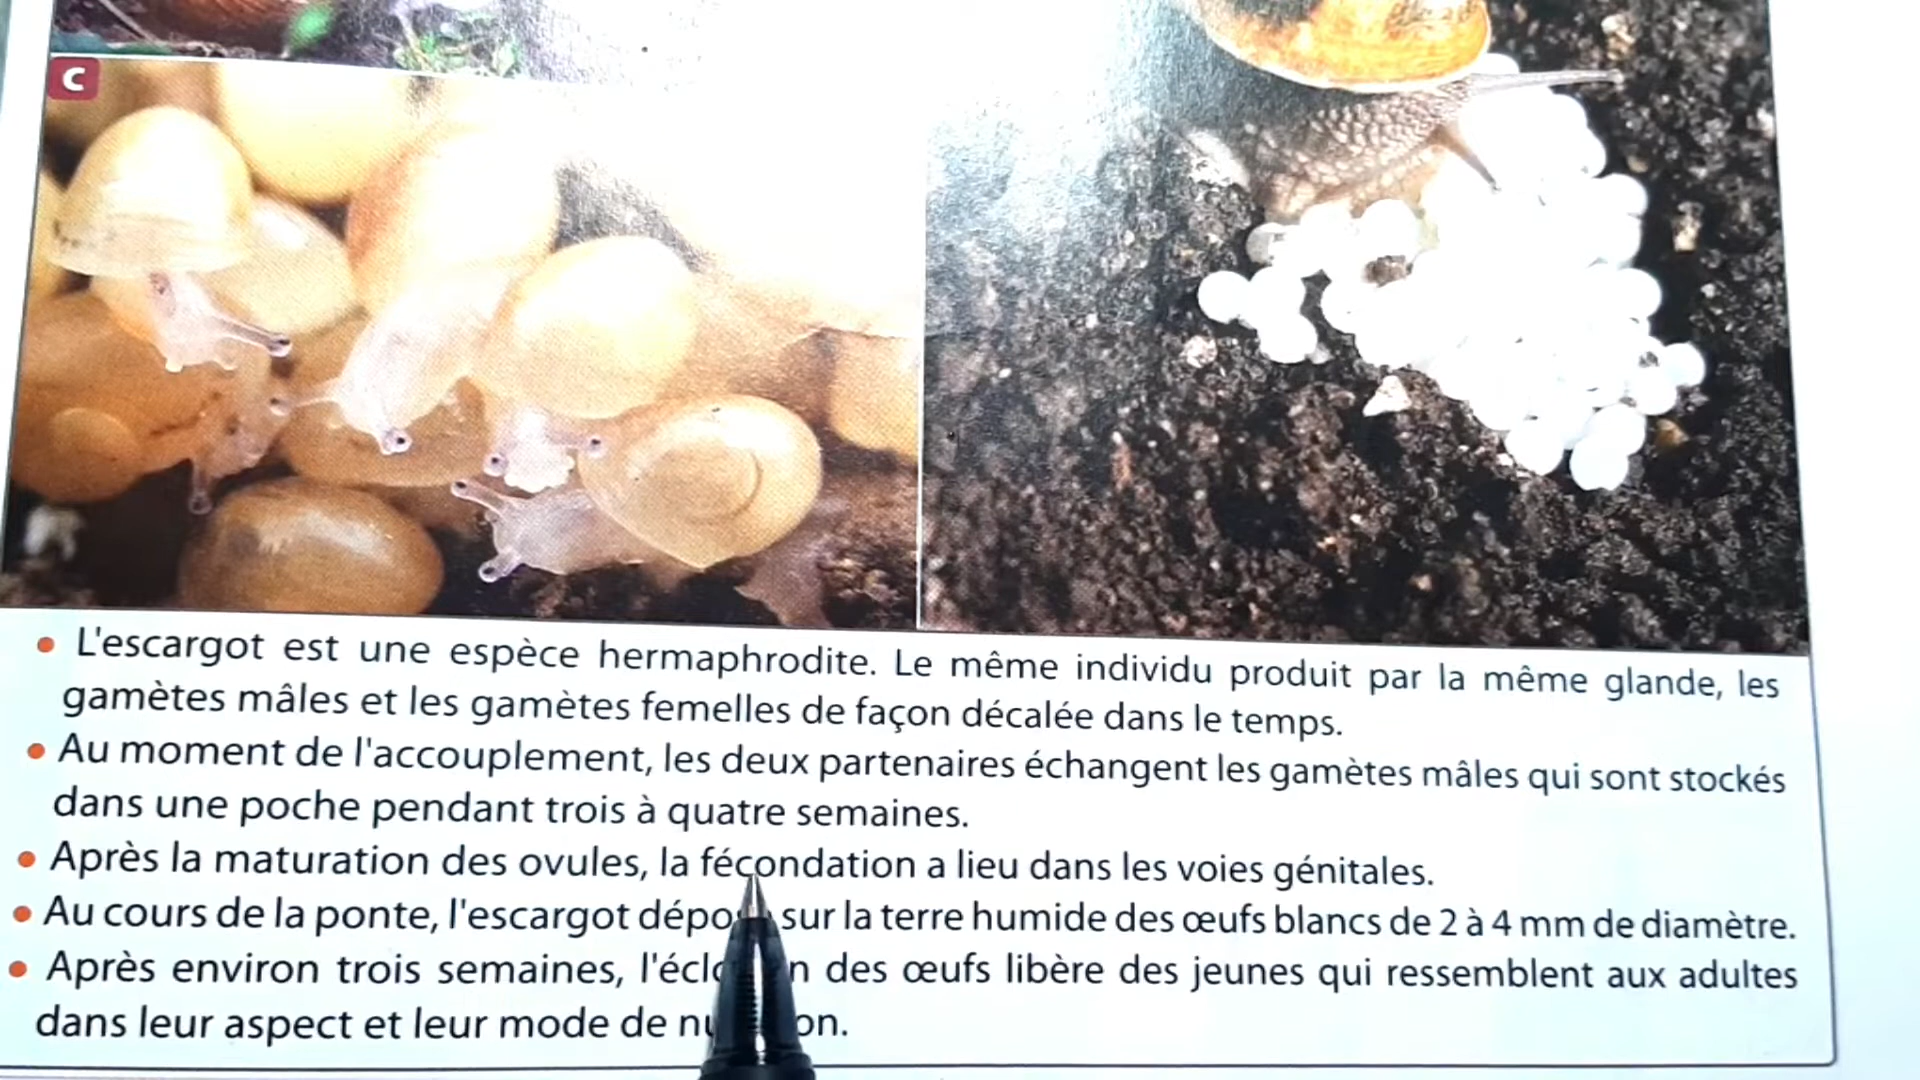 C
• L'escargot est une espèce hermaphrodite. Le même individu produit par la même glande, les
gamètes mâles et les gamètes femelles de façon décalée dans le temps.
• Au moment de l'accouplement, les deux partenaires échangent les gamètes mâles qui sont stockés
dans une poche pendant trois à quatre semaines.
• Après la maturation des ovules, la fécondation a lieu dans les voies génitales.
• Au cours de la ponte, l'escargot sur la terre humide des œufs blancs de 2 à 4 mm de diamètre.
• Après environ trois semaines, des œufs libère des jeunes qui ressemblent aux adultes
dans leur aspect et leur mode de